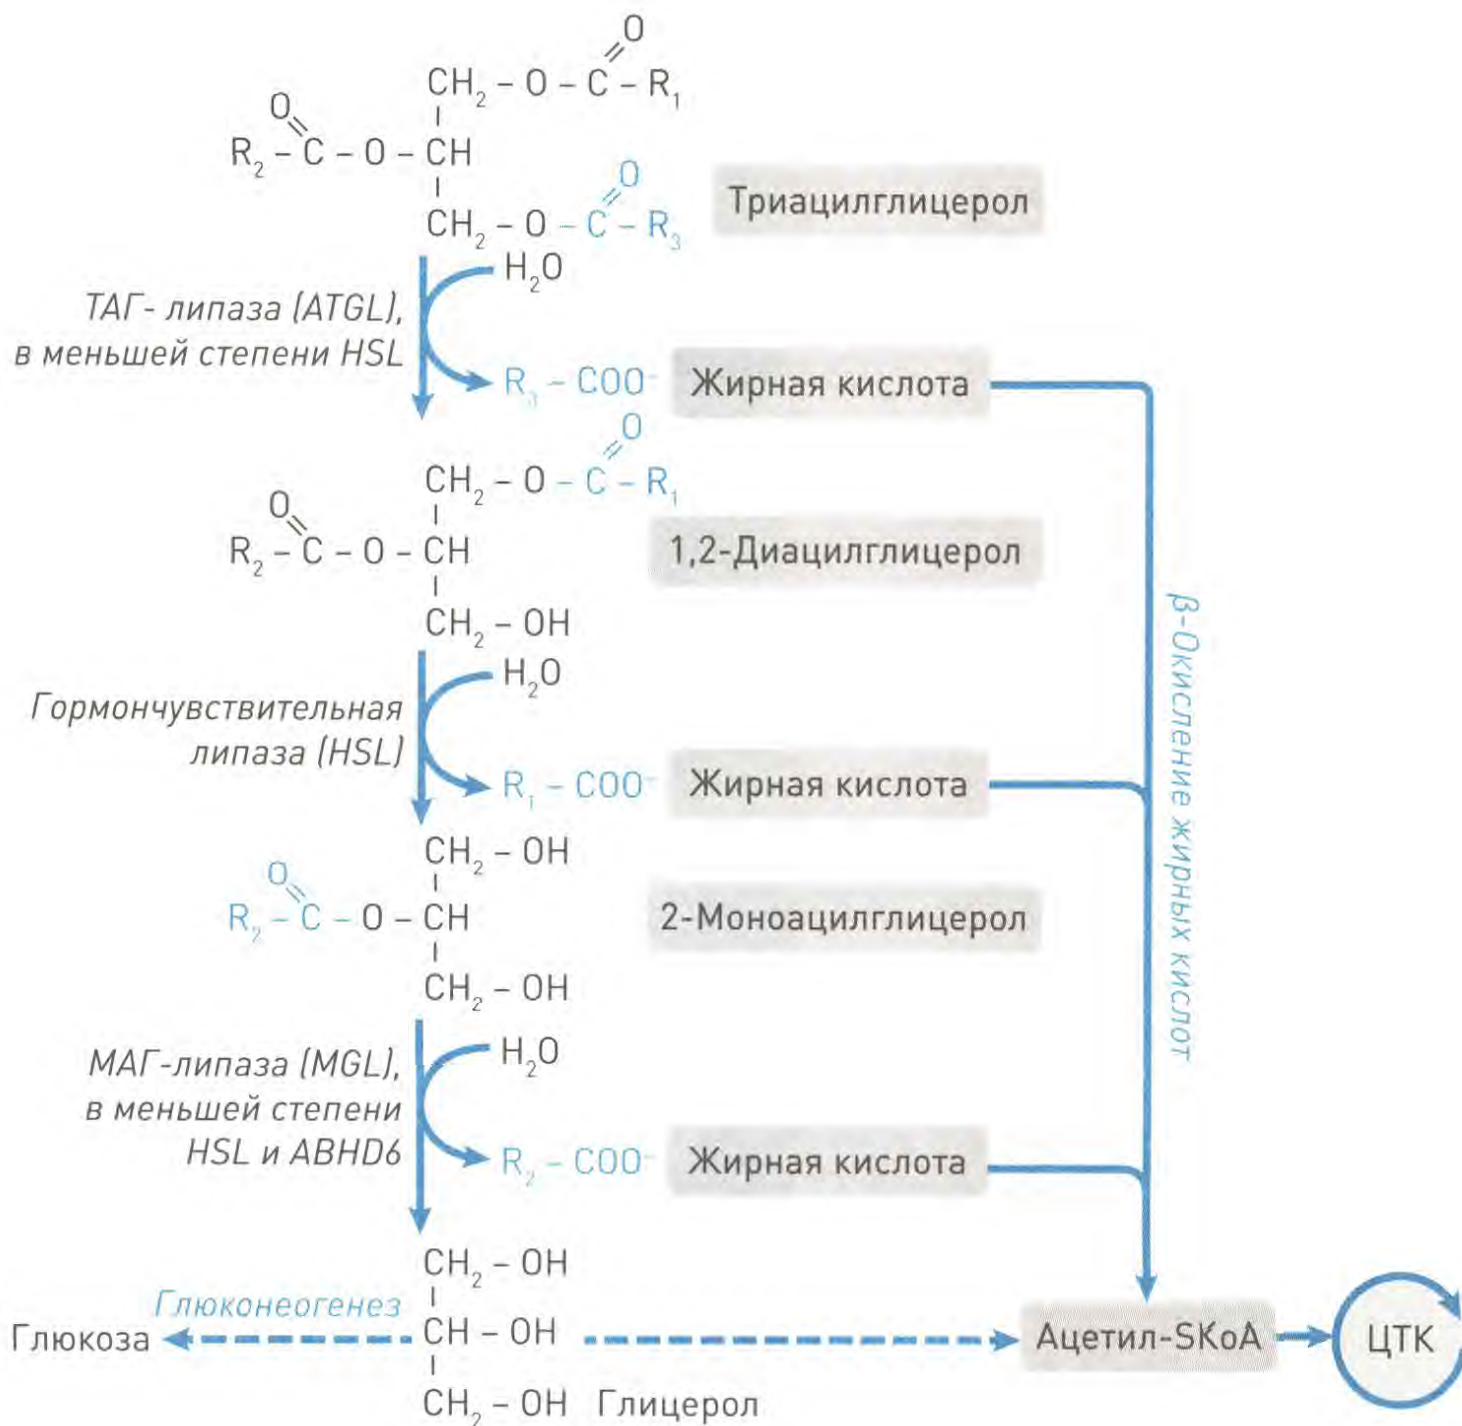 O
CH₂ – O – C – R₁
O
R₂ – C – O – CH
O
CH₂ – O – C – R₃
Триацилглицерол
H₂O
ТАГ- липаза (ATGL),
в меньшей степени HSL
R₃ – COO⁻
Жирная кислота
O
CH₂ – O – C – R₁
O
R₂ – C – O – CH
1,2-Диацилглицерол
CH₂ – OH
H₂O
Гормончувствительная
липаза (HSL)
R₁ – COO⁻
Жирная кислота
β-Окисление жирных кислот
CH₂ – OH
O
R₂ – C – O – CH
2-Моноацилглицерол
CH₂ – OH
H₂O
МАГ-липаза (MGL),
в меньшей степени
HSL и ABHD6
R₂ – COO⁻
Жирная кислота
CH₂ – OH
Глюконеогенез
Глюкоза
CH – OH
Ацетил-SКоА
ЦТК
CH₂ – OH
Глицерол